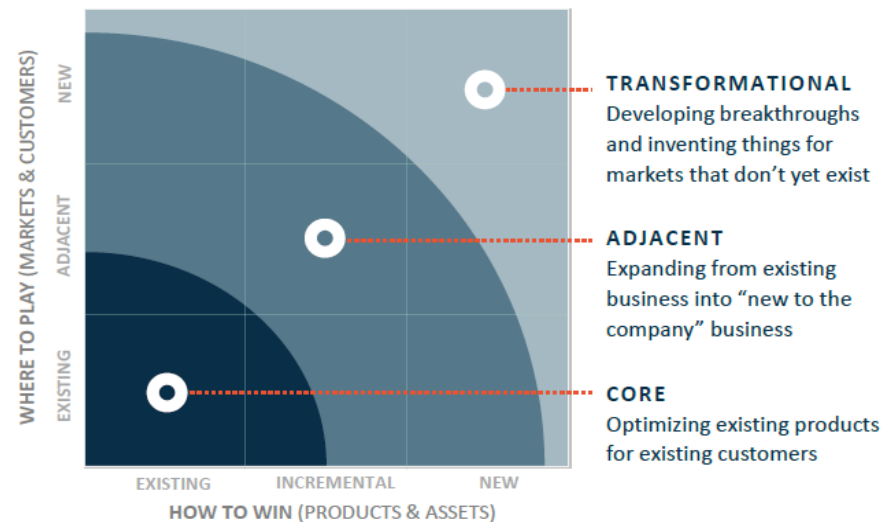 WHERE TO PLAY (MARKETS & CUSTOMERS)
NEW
ADJACENT
EXISTING
TRANSFORMATIONAL
Developing breakthroughs
and inventing things for
markets that don’t yet exist
ADJACENT
Expanding from existing
business into “new to the
company” business
CORE
Optimizing existing products
for existing customers
EXISTING
INCREMENTAL
NEW
HOW TO WIN (PRODUCTS & ASSETS)